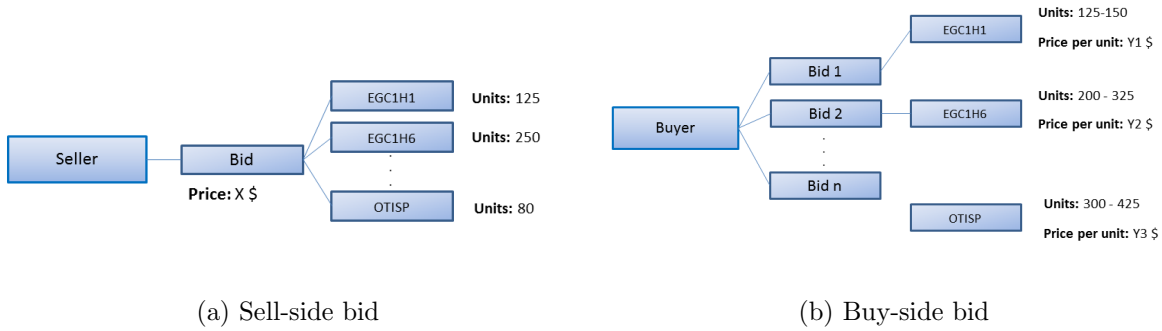 Seller
Bid
Price: X $
EGC1H1
Units: 125
EGC1H6
Units: 250
OTISP
Units: 80
(a) Sell-side bid
Buyer
Bid 1
EGC1H1
Units: 125-150
Price per unit: Y1 $
Bid 2
EGC1H6
Units: 200 - 325
Price per unit: Y2 $
Bid n
OTISP
Units: 300 - 425
Price per unit: Y3 $
(b) Buy-side bid